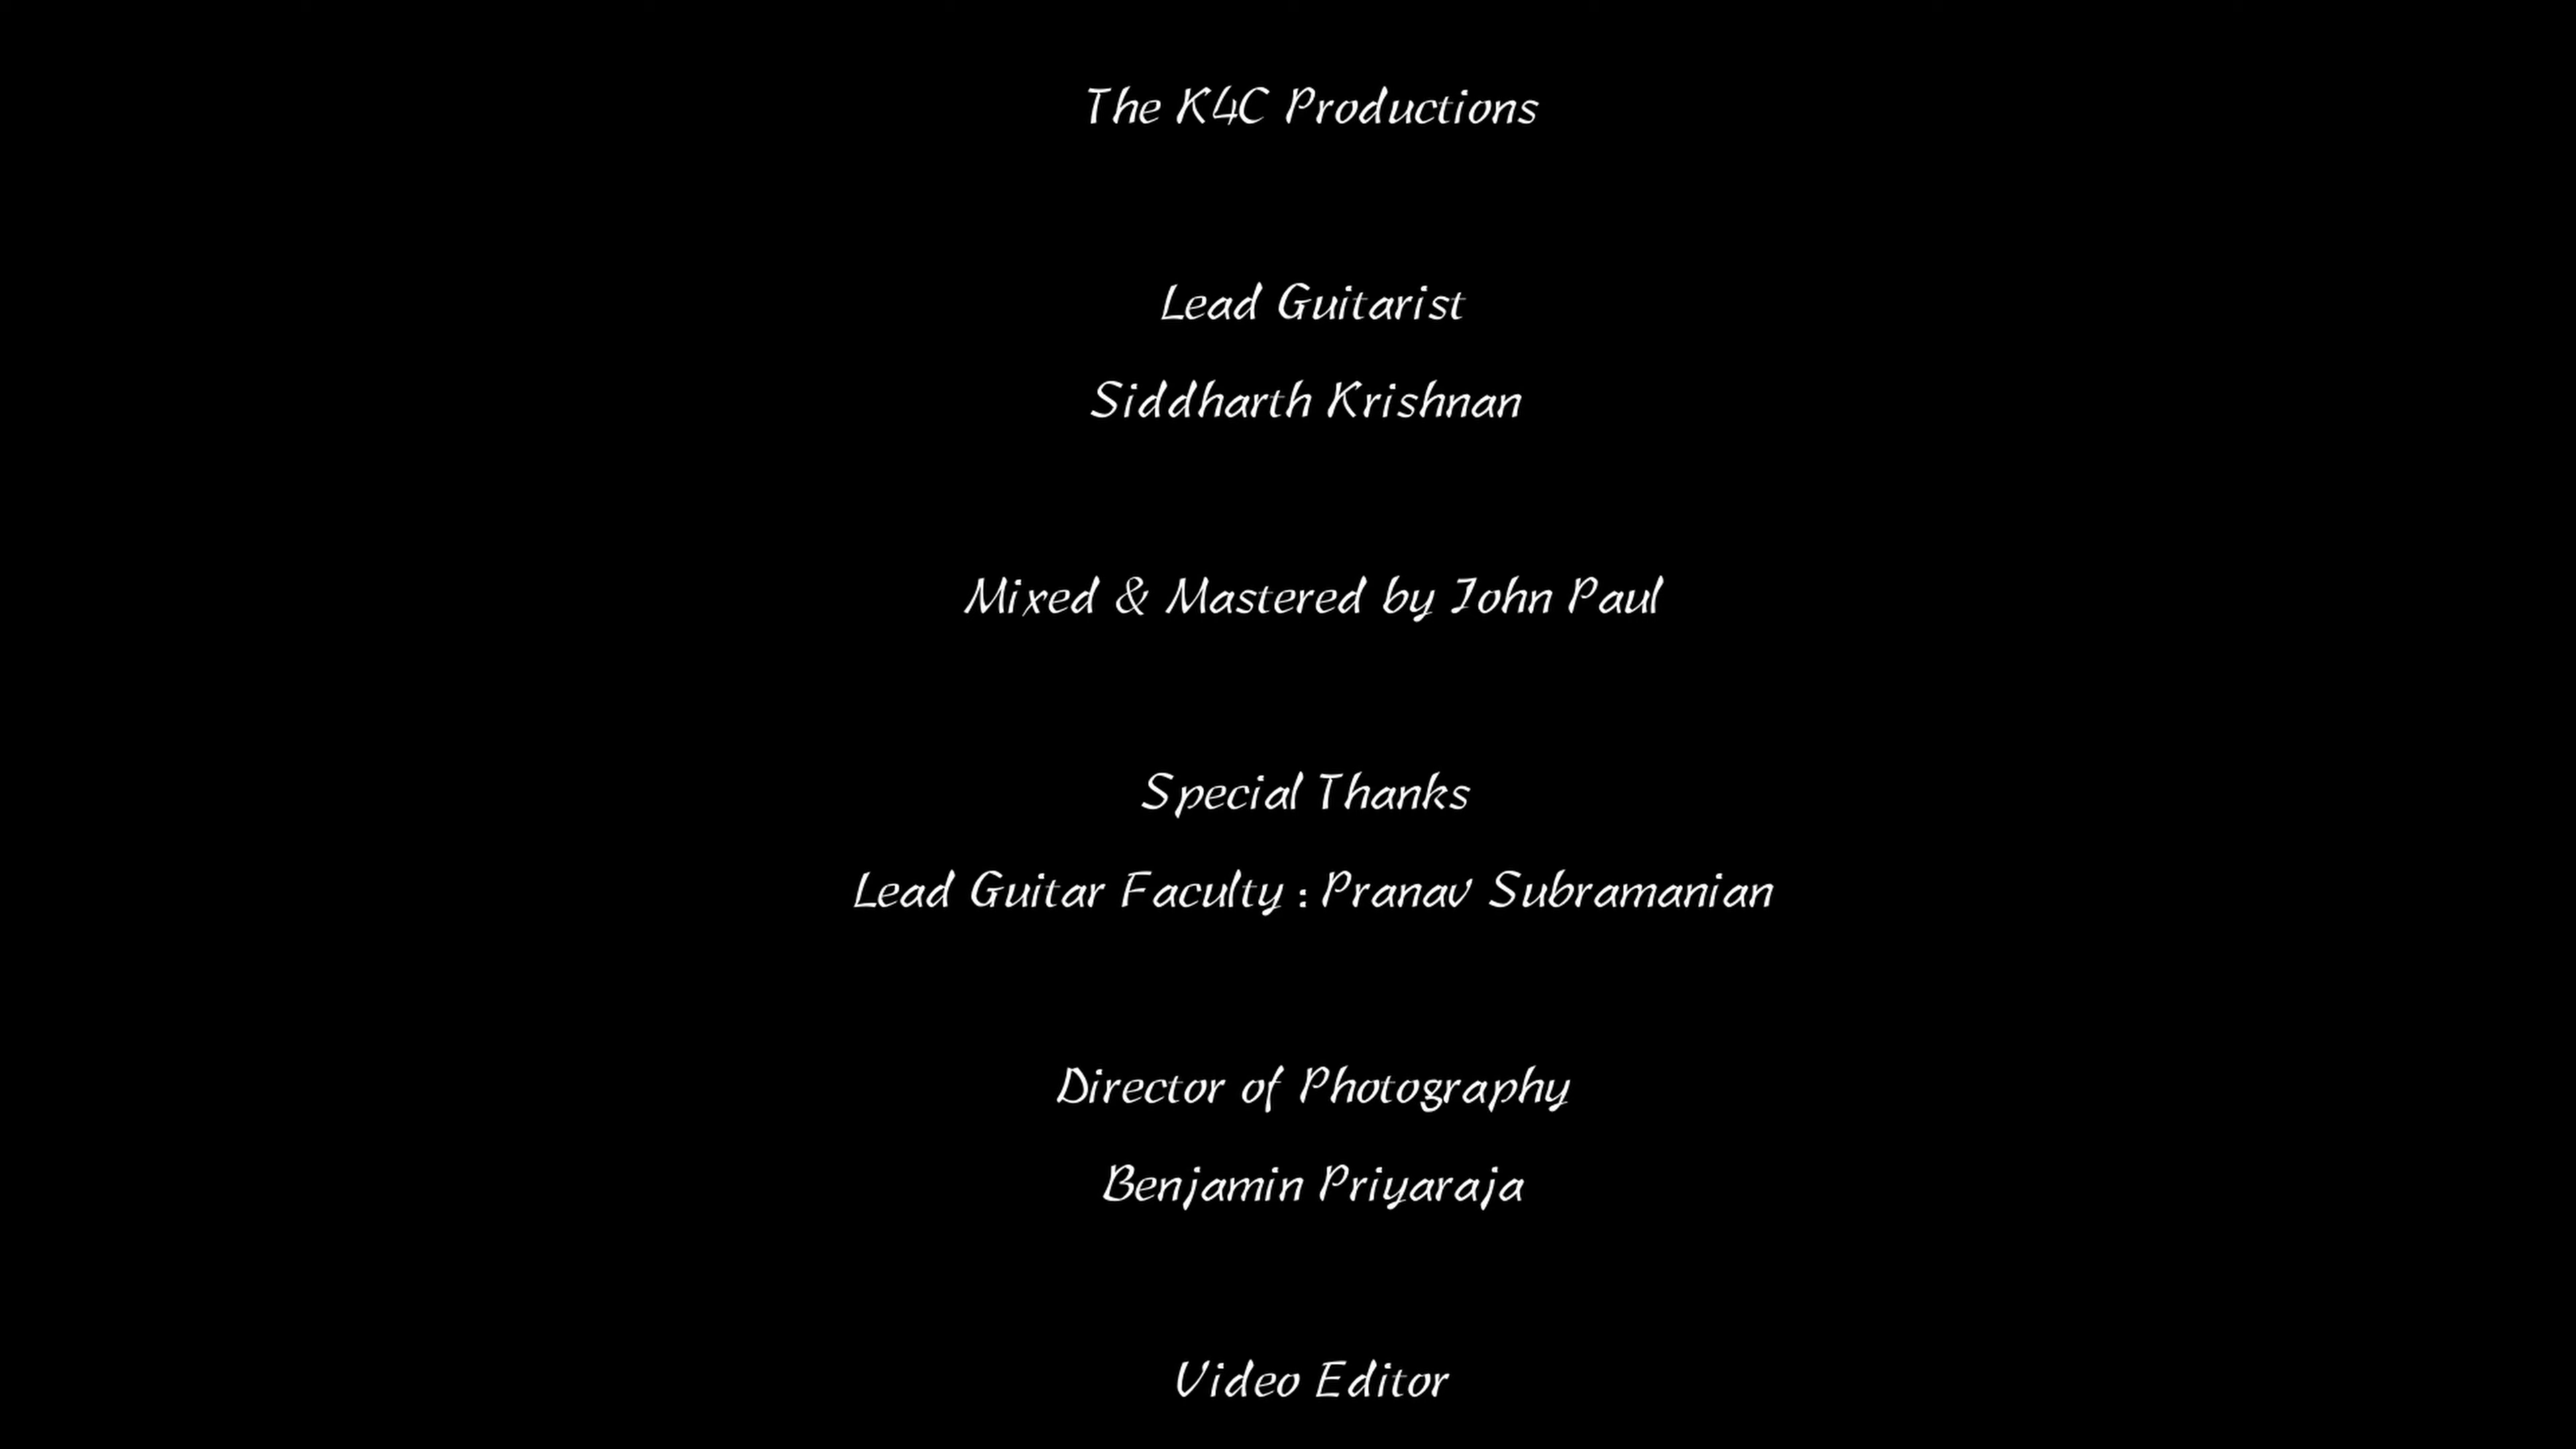 The K4C Productions
Lead Guitarist
Siddharth Krishnan
Mixed & Mastered by John Paul
Special Thanks
Lead Guitar Faculty : Pranav Subramanian
Director of Photography
Benjamin Priyaraja
Video Editor